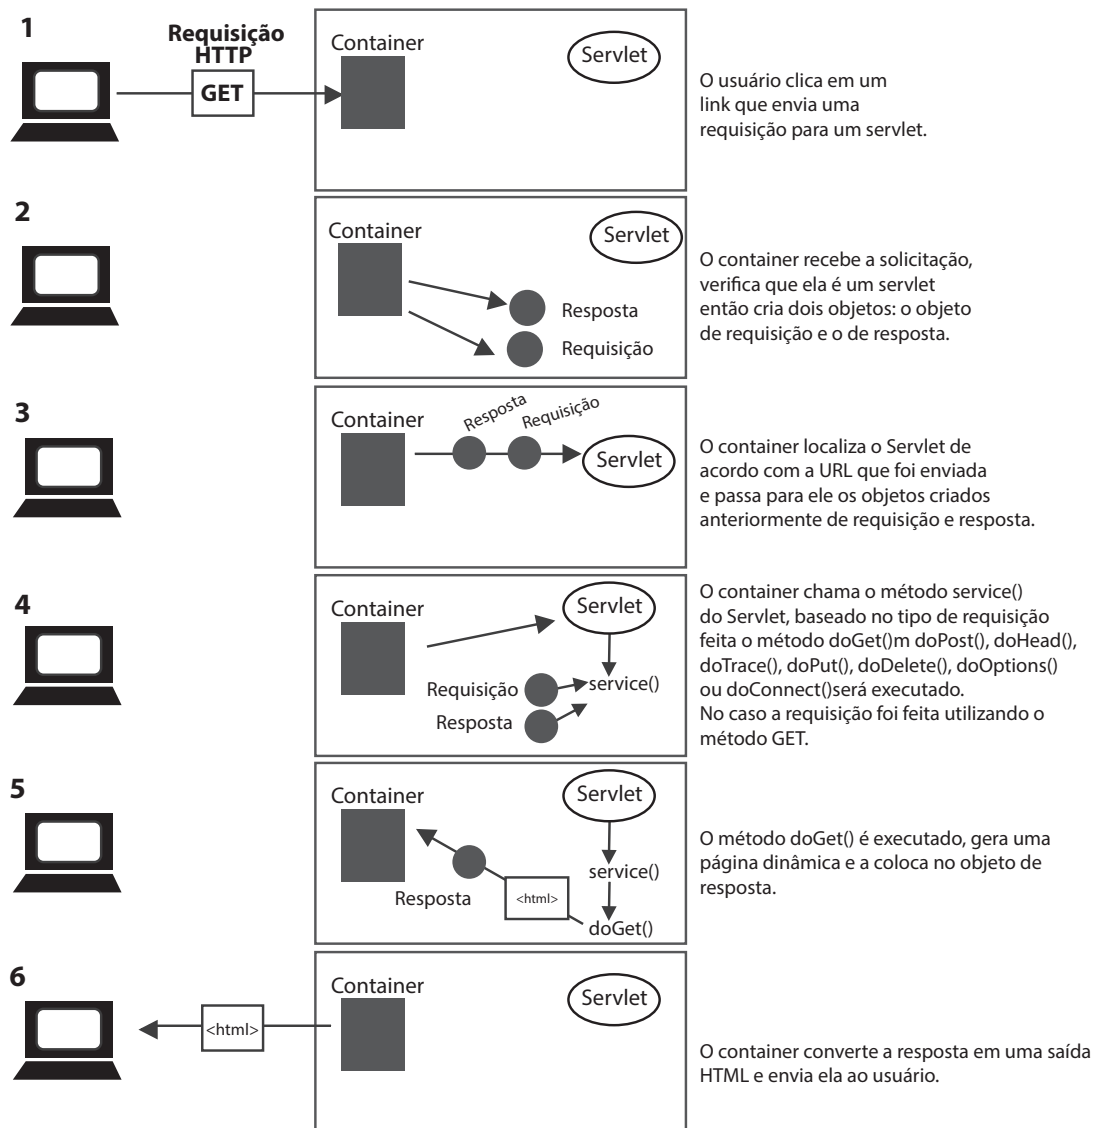 1
Requisição
HTTP
GET
Container
Servlet
O usuário clica em um
link que envia uma
requisição para um servlet.
2
Container
Servlet
Resposta
Requisição
O container recebe a solicitação,
verifica que ela é um servlet
então cria dois objetos: o objeto
de requisição e o de resposta.
3
Container
Resposta
Requisição
Servlet
O container localiza o Servlet de
acordo com a URL que foi enviada
e passa para ele os objetos criados
anteriormente de requisição e resposta.
4
Container
Servlet
Requisição
service()
Resposta
O container chama o método service()
do Servlet, baseado no tipo de requisição
feita o método doGet()m doPost(), doHead(),
doTrace(), doPut(), doDelete(), doOptions()
ou doConnect()será executado.
No caso a requisição foi feita utilizando o
método GET.
5
Container
Servlet
service()
Resposta
<html>
doGet()
O método doGet() é executado, gera uma
página dinâmica e a coloca no objeto de
resposta.
6
<html>
Container
Servlet
O container converte a resposta em uma saída
HTML e envia ela ao usuário.